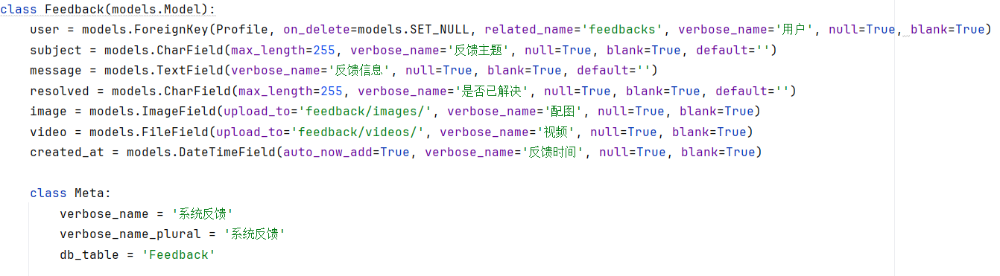 class Feedback(models.Model):
    user = models.ForeignKey(Profile, on_delete=models.SET_NULL, related_name='feedbacks', verbose_name='用户', null=True, blank=True)
    subject = models.CharField(max_length=255, verbose_name='反馈主题', null=True, blank=True, default='')
    message = models.TextField(verbose_name='反馈信息', null=True, blank=True, default='')
    resolved = models.CharField(max_length=255, verbose_name='是否已解决', null=True, blank=True, default='')
    image = models.ImageField(upload_to='feedback/images/', verbose_name='配图', null=True, blank=True)
    video = models.FileField(upload_to='feedback/videos/', verbose_name='视频', null=True, blank=True)
    created_at = models.DateTimeField(auto_now_add=True, verbose_name='反馈时间', null=True, blank=True)

    class Meta:
        verbose_name = '系统反馈'
        verbose_name_plural = '系统反馈'
        db_table = 'Feedback'